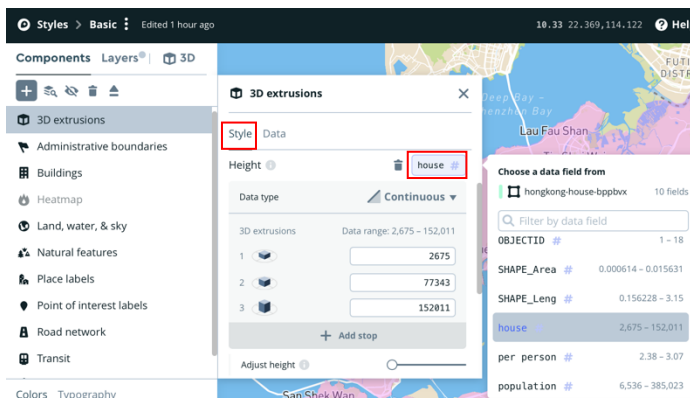 Styles > Basic Edited 1 hour ago
10.33 22.369,114.122 Hel
Components Layers 3D
3D extrusions
Administrative boundaries
Buildings
Heatmap
Land, water, & sky
Natural features
Place labels
Point of interest labels
Road network
Transit
Colors Typography
3D extrusions
Style Data
Height house #
Data type Continuous
3D extrusions Data range: 2,675 – 152,011
1 2675
2 77343
3 152011
+ Add stop
Adjust height
Deep Bay –
Lau Fau Shan
San Shek Wan
Choose a data field from
hongkong-house-bppbvx 10 fields
Filter by data field
OBJECTID # 1 – 18
SHAPE_Area # 0.000614 – 0.015631
SHAPE_Leng # 0.156228 – 3.15
house # 2,675 – 152,011
per person # 2.38 – 3.07
population # 6,536 – 385,023